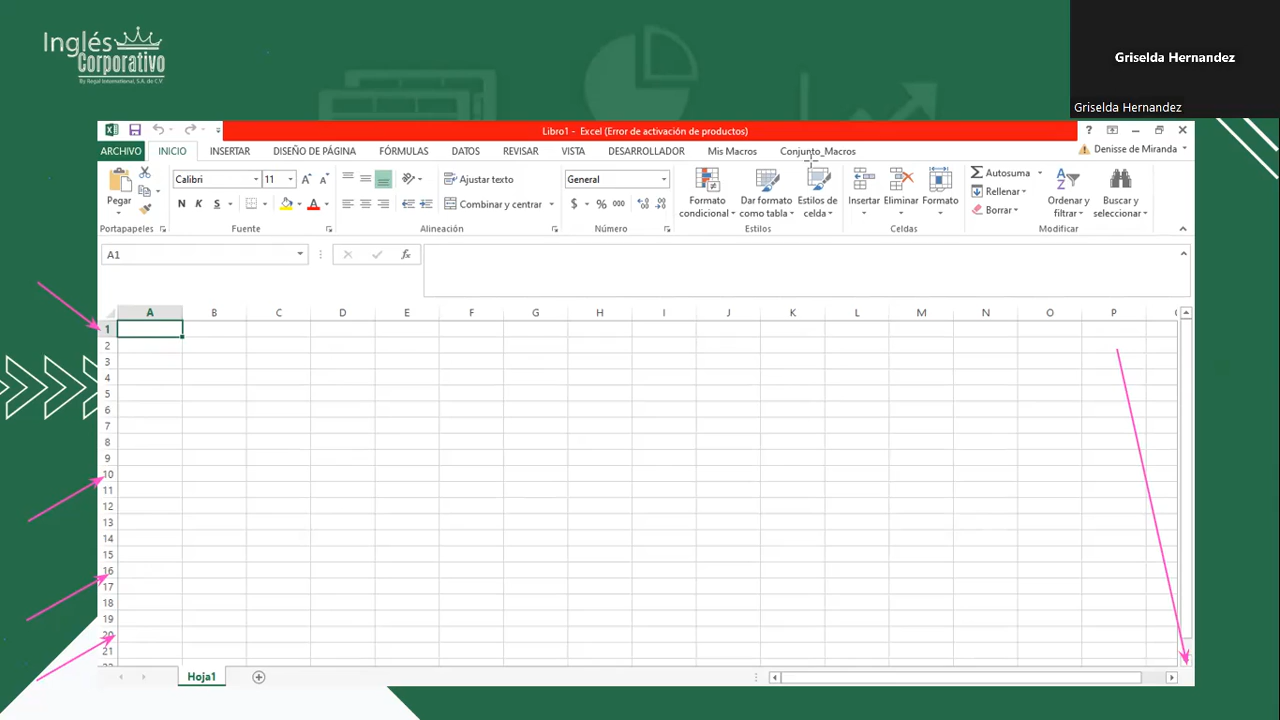 Inglés
Corporativo
By Regal International, S.A. de C.V.
Griselda Hernandez
Griselda Hernandez
Libro1 - Excel (Error de activación de productos)
ARCHIVO INICIO INSERTAR DISEÑO DE PÁGINA FÓRMULAS DATOS REVISAR VISTA DESARROLLADOR Mis Macros Conjunto_Macros Denisse de Miranda
Pegar
Calibri 11
N K S
Ajustar texto
Combinar y centrar
General
$ % 000
Formato condicional
Dar formato como tabla
Estilos de celda
Insertar Eliminar Formato
Autosuma
Rellenar
Borrar
Ordenar y filtrar
Buscar y seleccionar
Portapapeles Fuente Alineación Número Estilos Celdas Modificar
A1 fx
A B C D E F G H I J K L M N O P
1
2
3
4
5
6
7
8
9
10
11
12
13
14
15
16
17
18
19
20
21
Hoja1